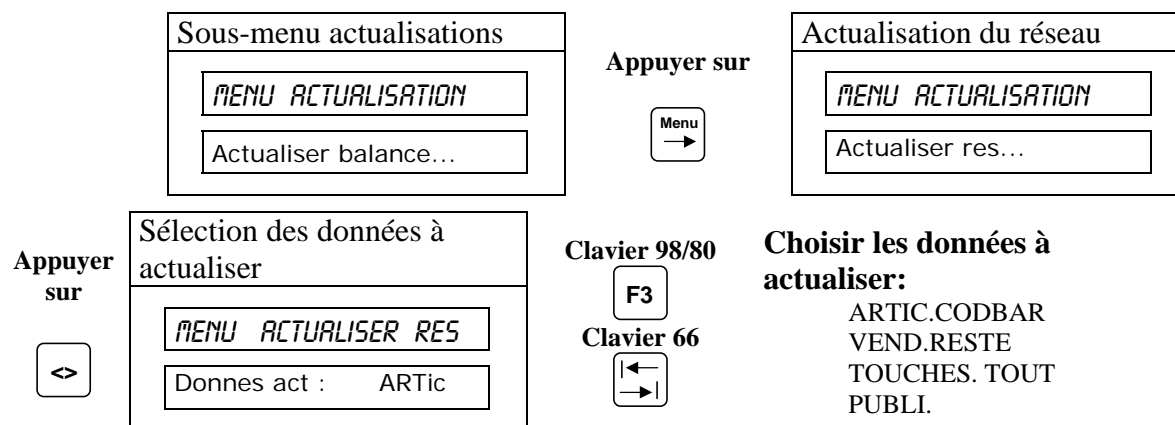 Sous-menu actualisations
MENU ACTUALISATION
Actualiser balance...
Appuyer sur
Menu
Actualisation du réseau
MENU ACTUALISATION
Actualiser res...
Appuyer
sur
<>
Sélection des données à
actualiser
MENU ACTUALISER RES
Donnes act : ARTic
Clavier 98/80
F3
Clavier 66
Choisir les données à
actualiser:
ARTIC.CODBAR
VEND.RESTE
TOUCHES. TOUT
PUBLI.